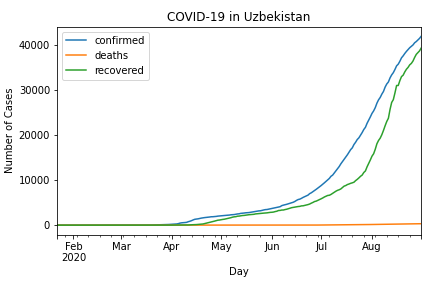 COVID-19 in Uzbekistan
confirmed
deaths
recovered
Number of Cases
40000
30000
20000
10000
0
Feb Mar Apr May Jun Jul Aug
2020
Day